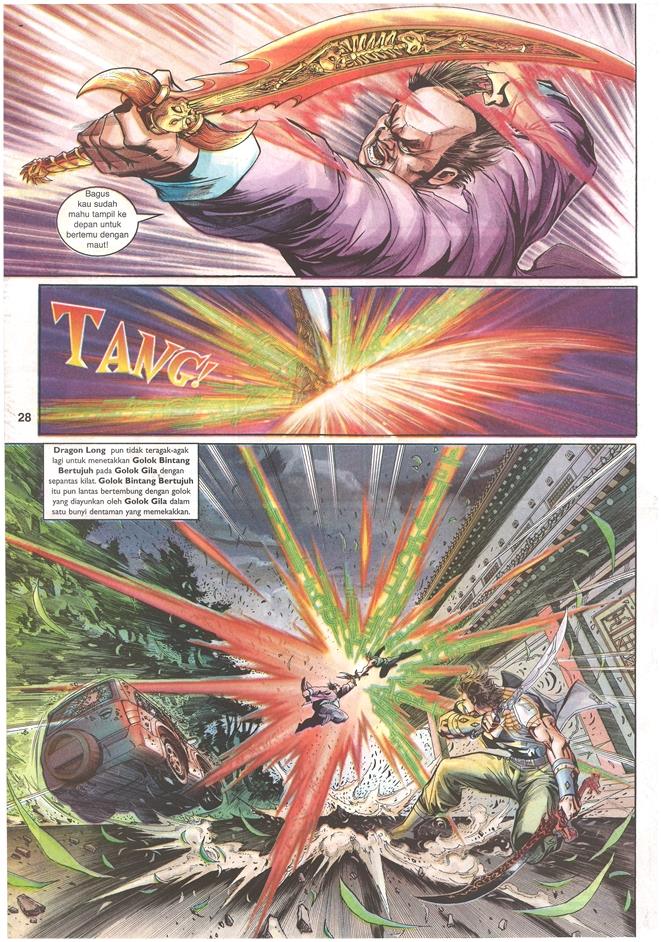 Bagus
kau sudah
mahu tampil ke
depan untuk
bertemu dengan
maut!
TANG!
28
Dragon Long pun tidak teragak-agak
lagi untuk menetakkan Golok Bintang
Bertujuh pada Golok Gila dengan
sepantas kilat. Golok Bintang Bertujuh
itu pun lantas bertembung dengan golok
yang diayunkan oleh Golok Gila dalam
satu bunyi dentaman yang memekakkan.